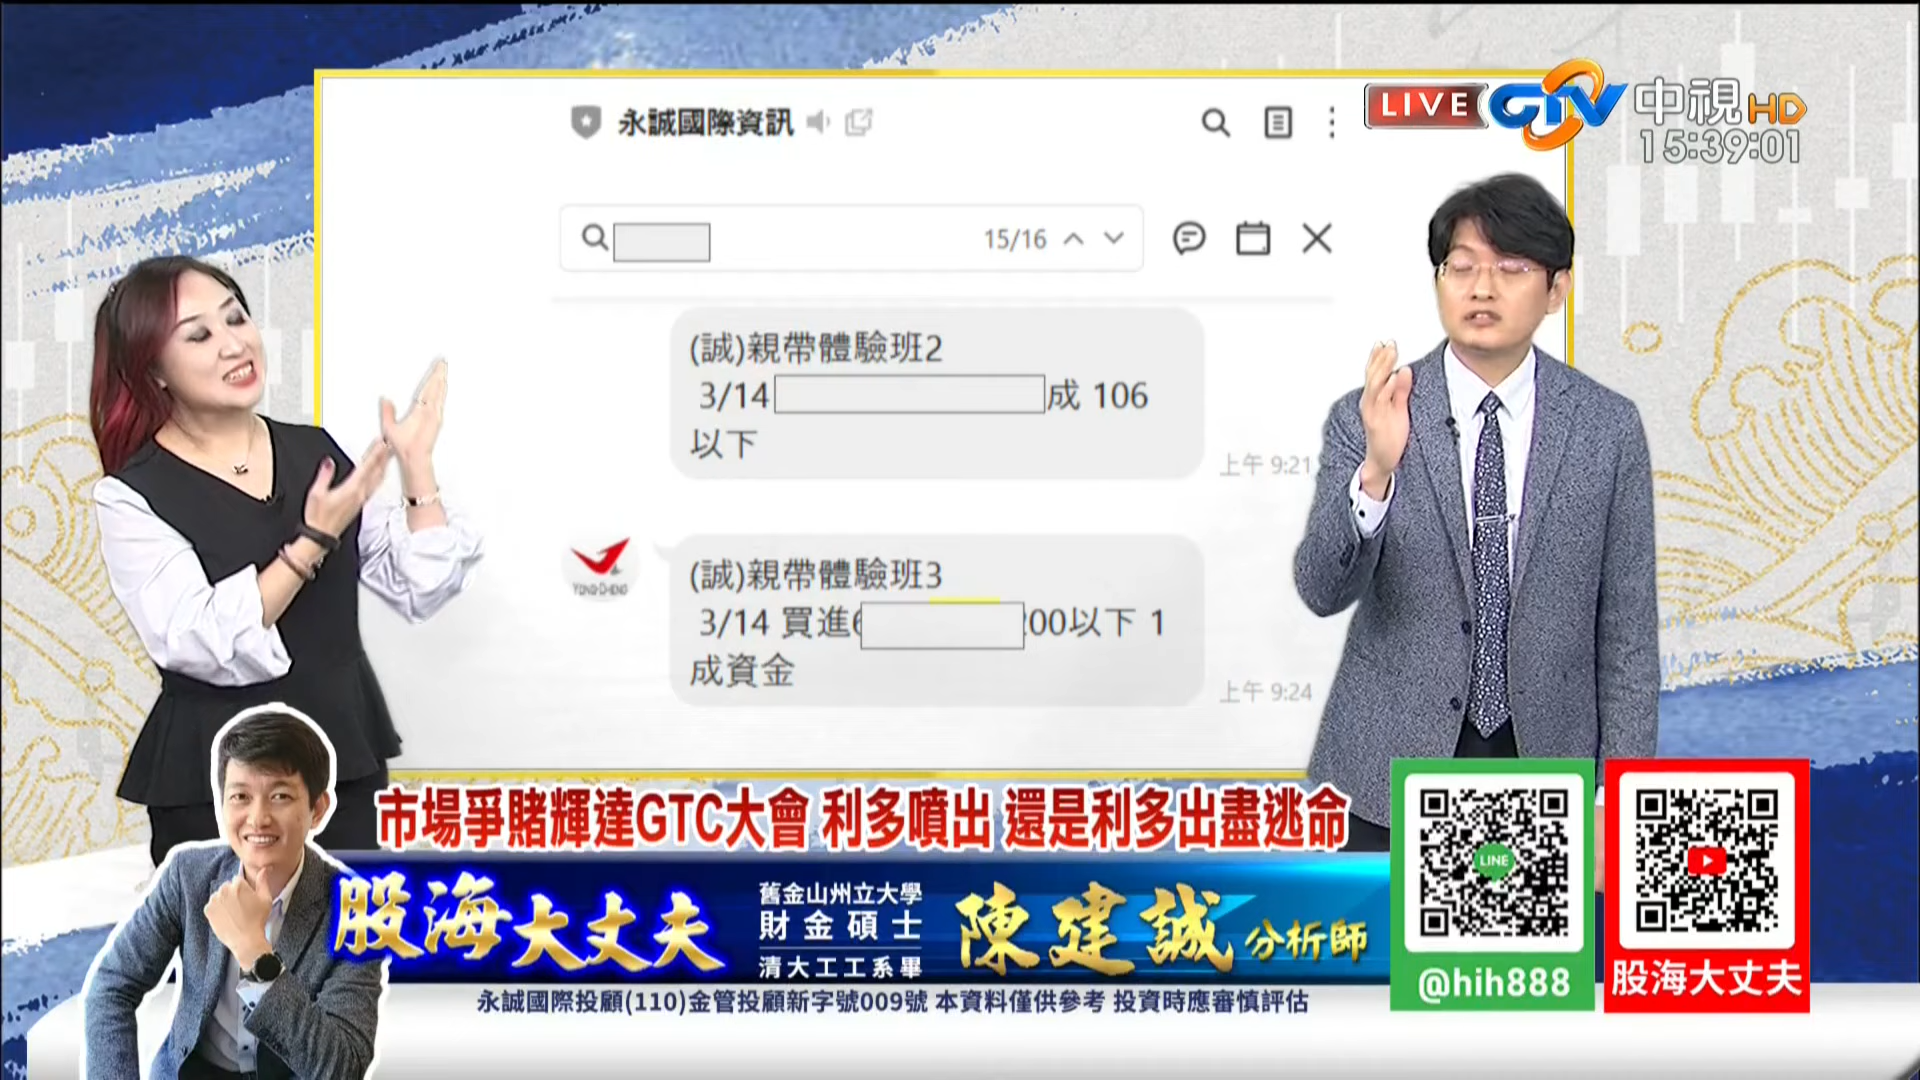 永誠國際資訊
LIVE CTV 中視HD
15:39:01
15/16
(誠)親帶體驗班2
3/14 成 106
以下
上午 9:21
YONG-CHENG
(誠)親帶體驗班3
3/14 買進 00以下 1
成資金
上午 9:24
市場爭賭輝達GTC大會 利多噴出 還是利多出盡逃命
股海大丈夫
舊金山州立大學
財金碩士
清大工工系畢
陳建誠 分析師
永誠國際投顧(110)金管投顧新字號009號 本資料僅供參考 投資時應審慎評估
LINE
@hih888
股海大丈夫